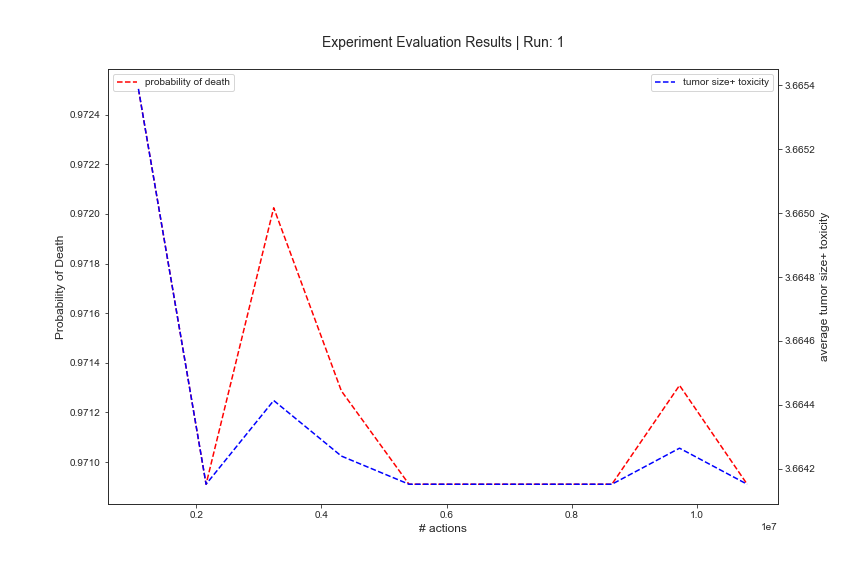 Experiment Evaluation Results | Run: 1
probability of death
tumor size+ toxicity
0.9724
0.9722
0.9720
0.9718
0.9716
0.9714
0.9712
0.9710
Probability of Death
3.6654
3.6652
3.6650
3.6648
3.6646
3.6644
3.6642
average tumor size+ toxicity
0.2
0.4
0.6
0.8
1.0
1e7
# actions